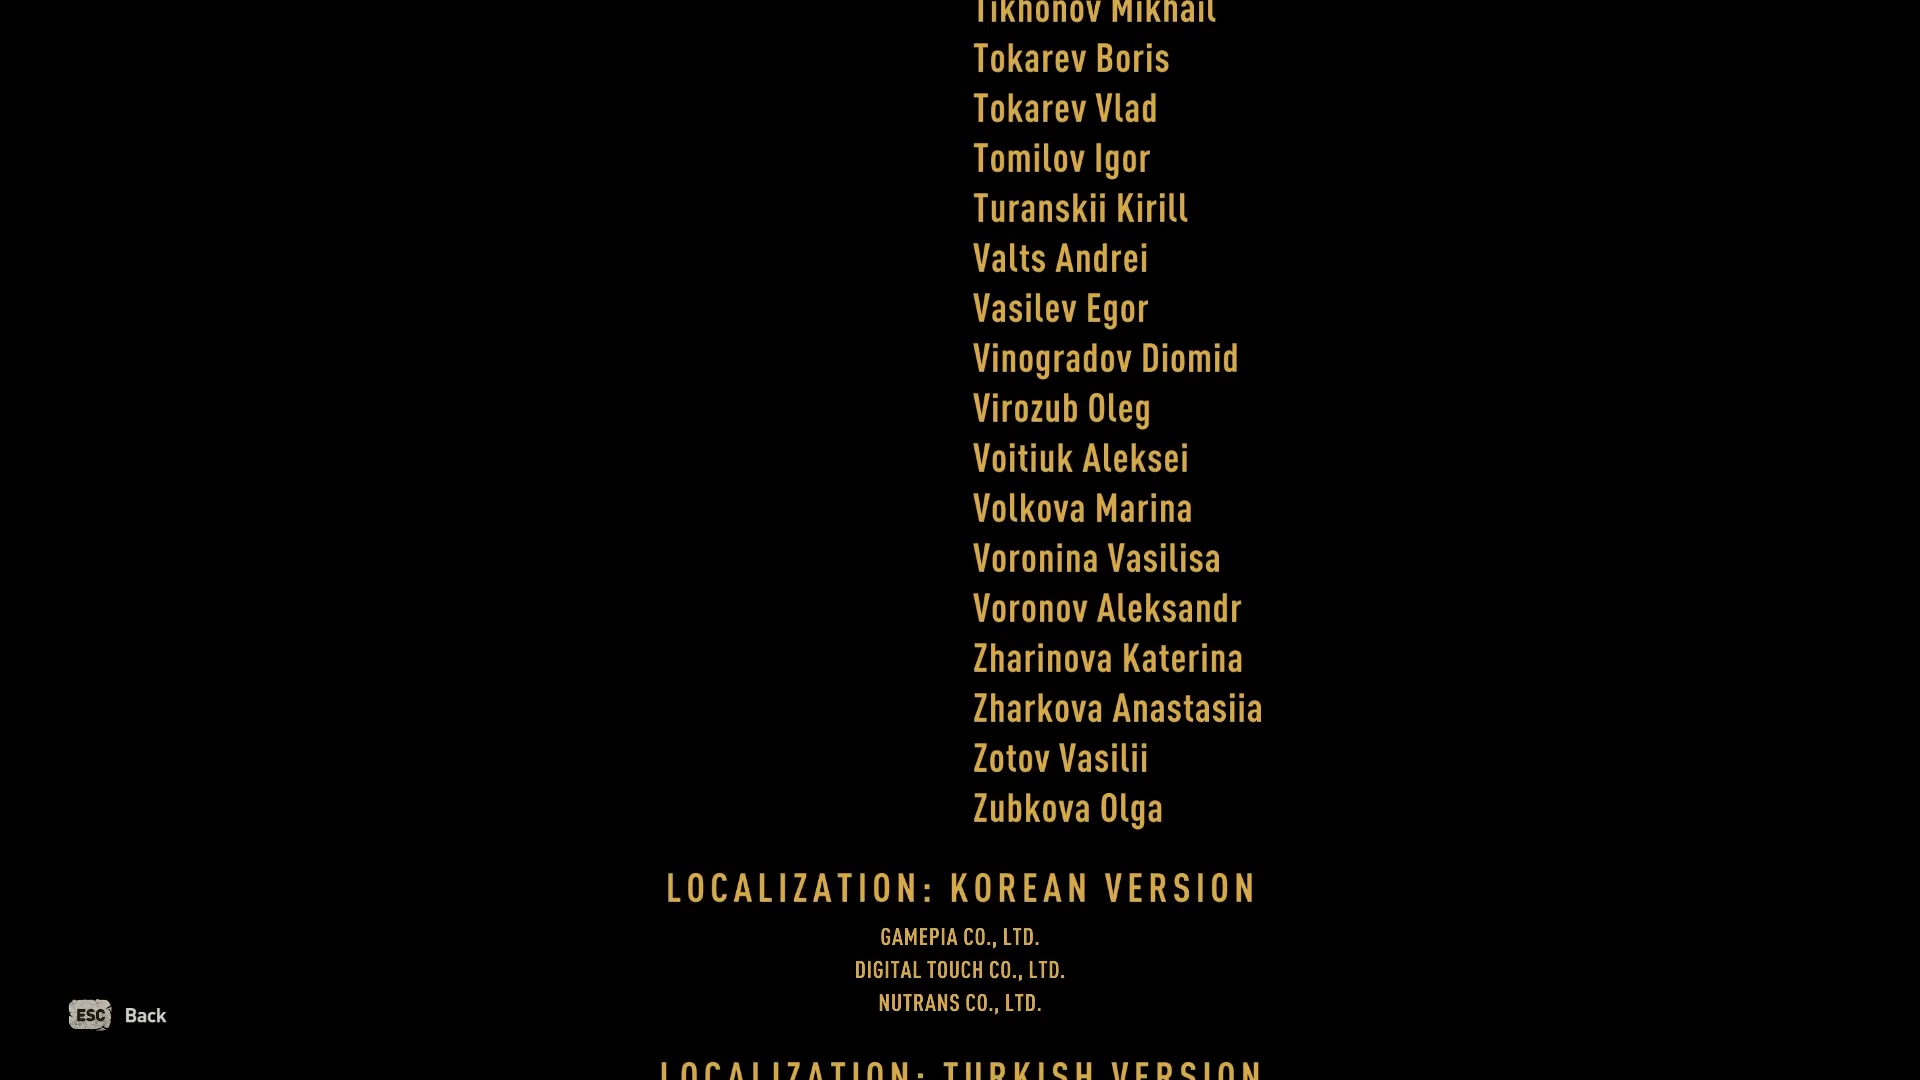 Tikhonov Mikhail
Tokarev Boris
Tokarev Vlad
Tomilov Igor
Turanskii Kirill
Valts Andrei
Vasilev Egor
Vinogradov Diomid
Virozub Oleg
Voitiuk Aleksei
Volkova Marina
Voronina Vasilisa
Voronov Aleksandr
Zharinova Katerina
Zharkova Anastasiia
Zotov Vasilii
Zubkova Olga
LOCALIZATION: KOREAN VERSION
GAMEPIA CO., LTD.
DIGITAL TOUCH CO., LTD.
NUTRANS CO., LTD.
ESC Back
LOCALIZATION: TURKISH VERSION